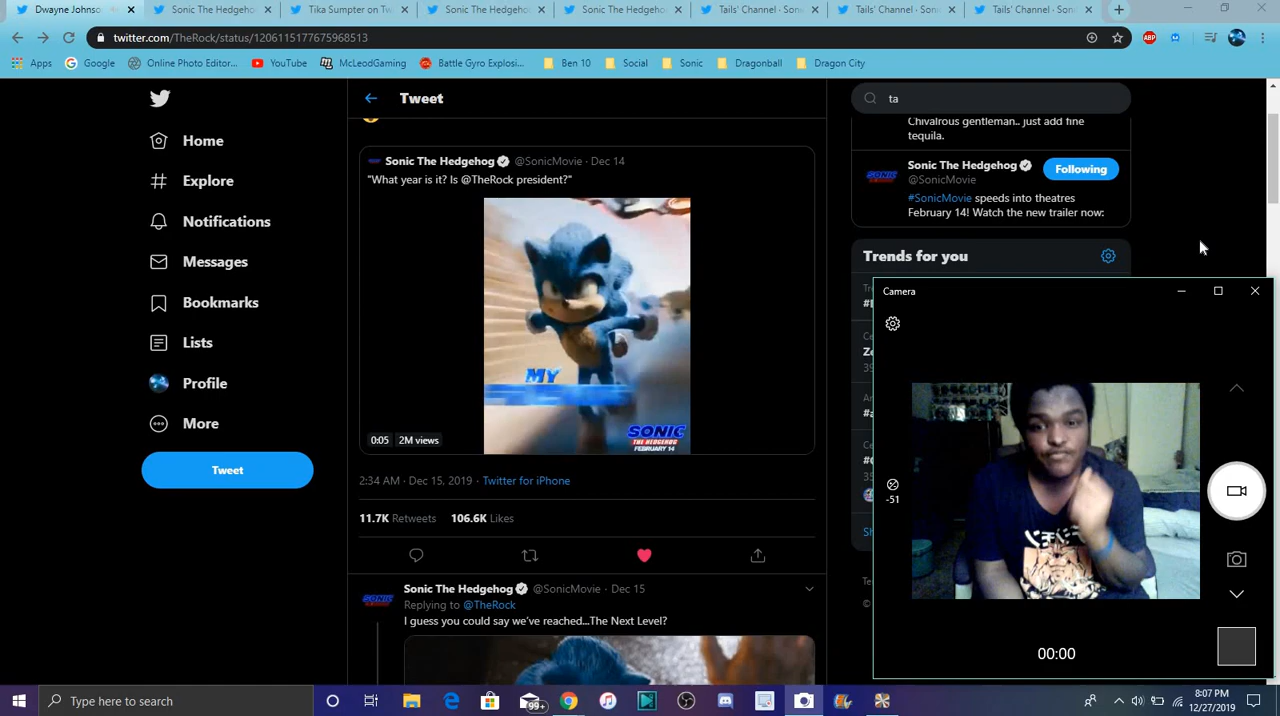 Dwayne Johnso
Sonic The Hedgeho
Tika Sumpter on Tw
Sonic The Hedgeho
Sonic The Hedgeho
Tails' Channel · Soni
Tails' Channel · Soni
Tails' Channel · Soni
twitter.com/TheRock/status/1206115177675968513
ABP
Apps
Google
Online Photo Editor...
YouTube
McLeodGaming
Battle Gyro Explosi...
Ben 10
Social
Sonic
Dragonball
Dragon City
Home
Explore
Notifications
Messages
Bookmarks
Lists
Profile
More
Tweet
Tweet
Sonic The Hedgehog @SonicMovie · Dec 14
"What year is it? Is @TheRock president?"
MY
SONIC
THE HEDGEHOG
FEBRUARY 14
0:05 2M views
2:34 AM · Dec 15, 2019 · Twitter for iPhone
11.7K Retweets 106.6K Likes
Sonic The Hedgehog @SonicMovie · Dec 15
Replying to @TheRock
I guess you could say we've reached...The Next Level?
ta
Chivalrous gentleman.. just add fine
tequila.
Sonic The Hedgehog
@SonicMovie
Following
#SonicMovie speeds into theatres
February 14! Watch the new trailer now:
Trends for you
Camera
-51
00:00
Type here to search
99+
8:07 PM
12/27/2019